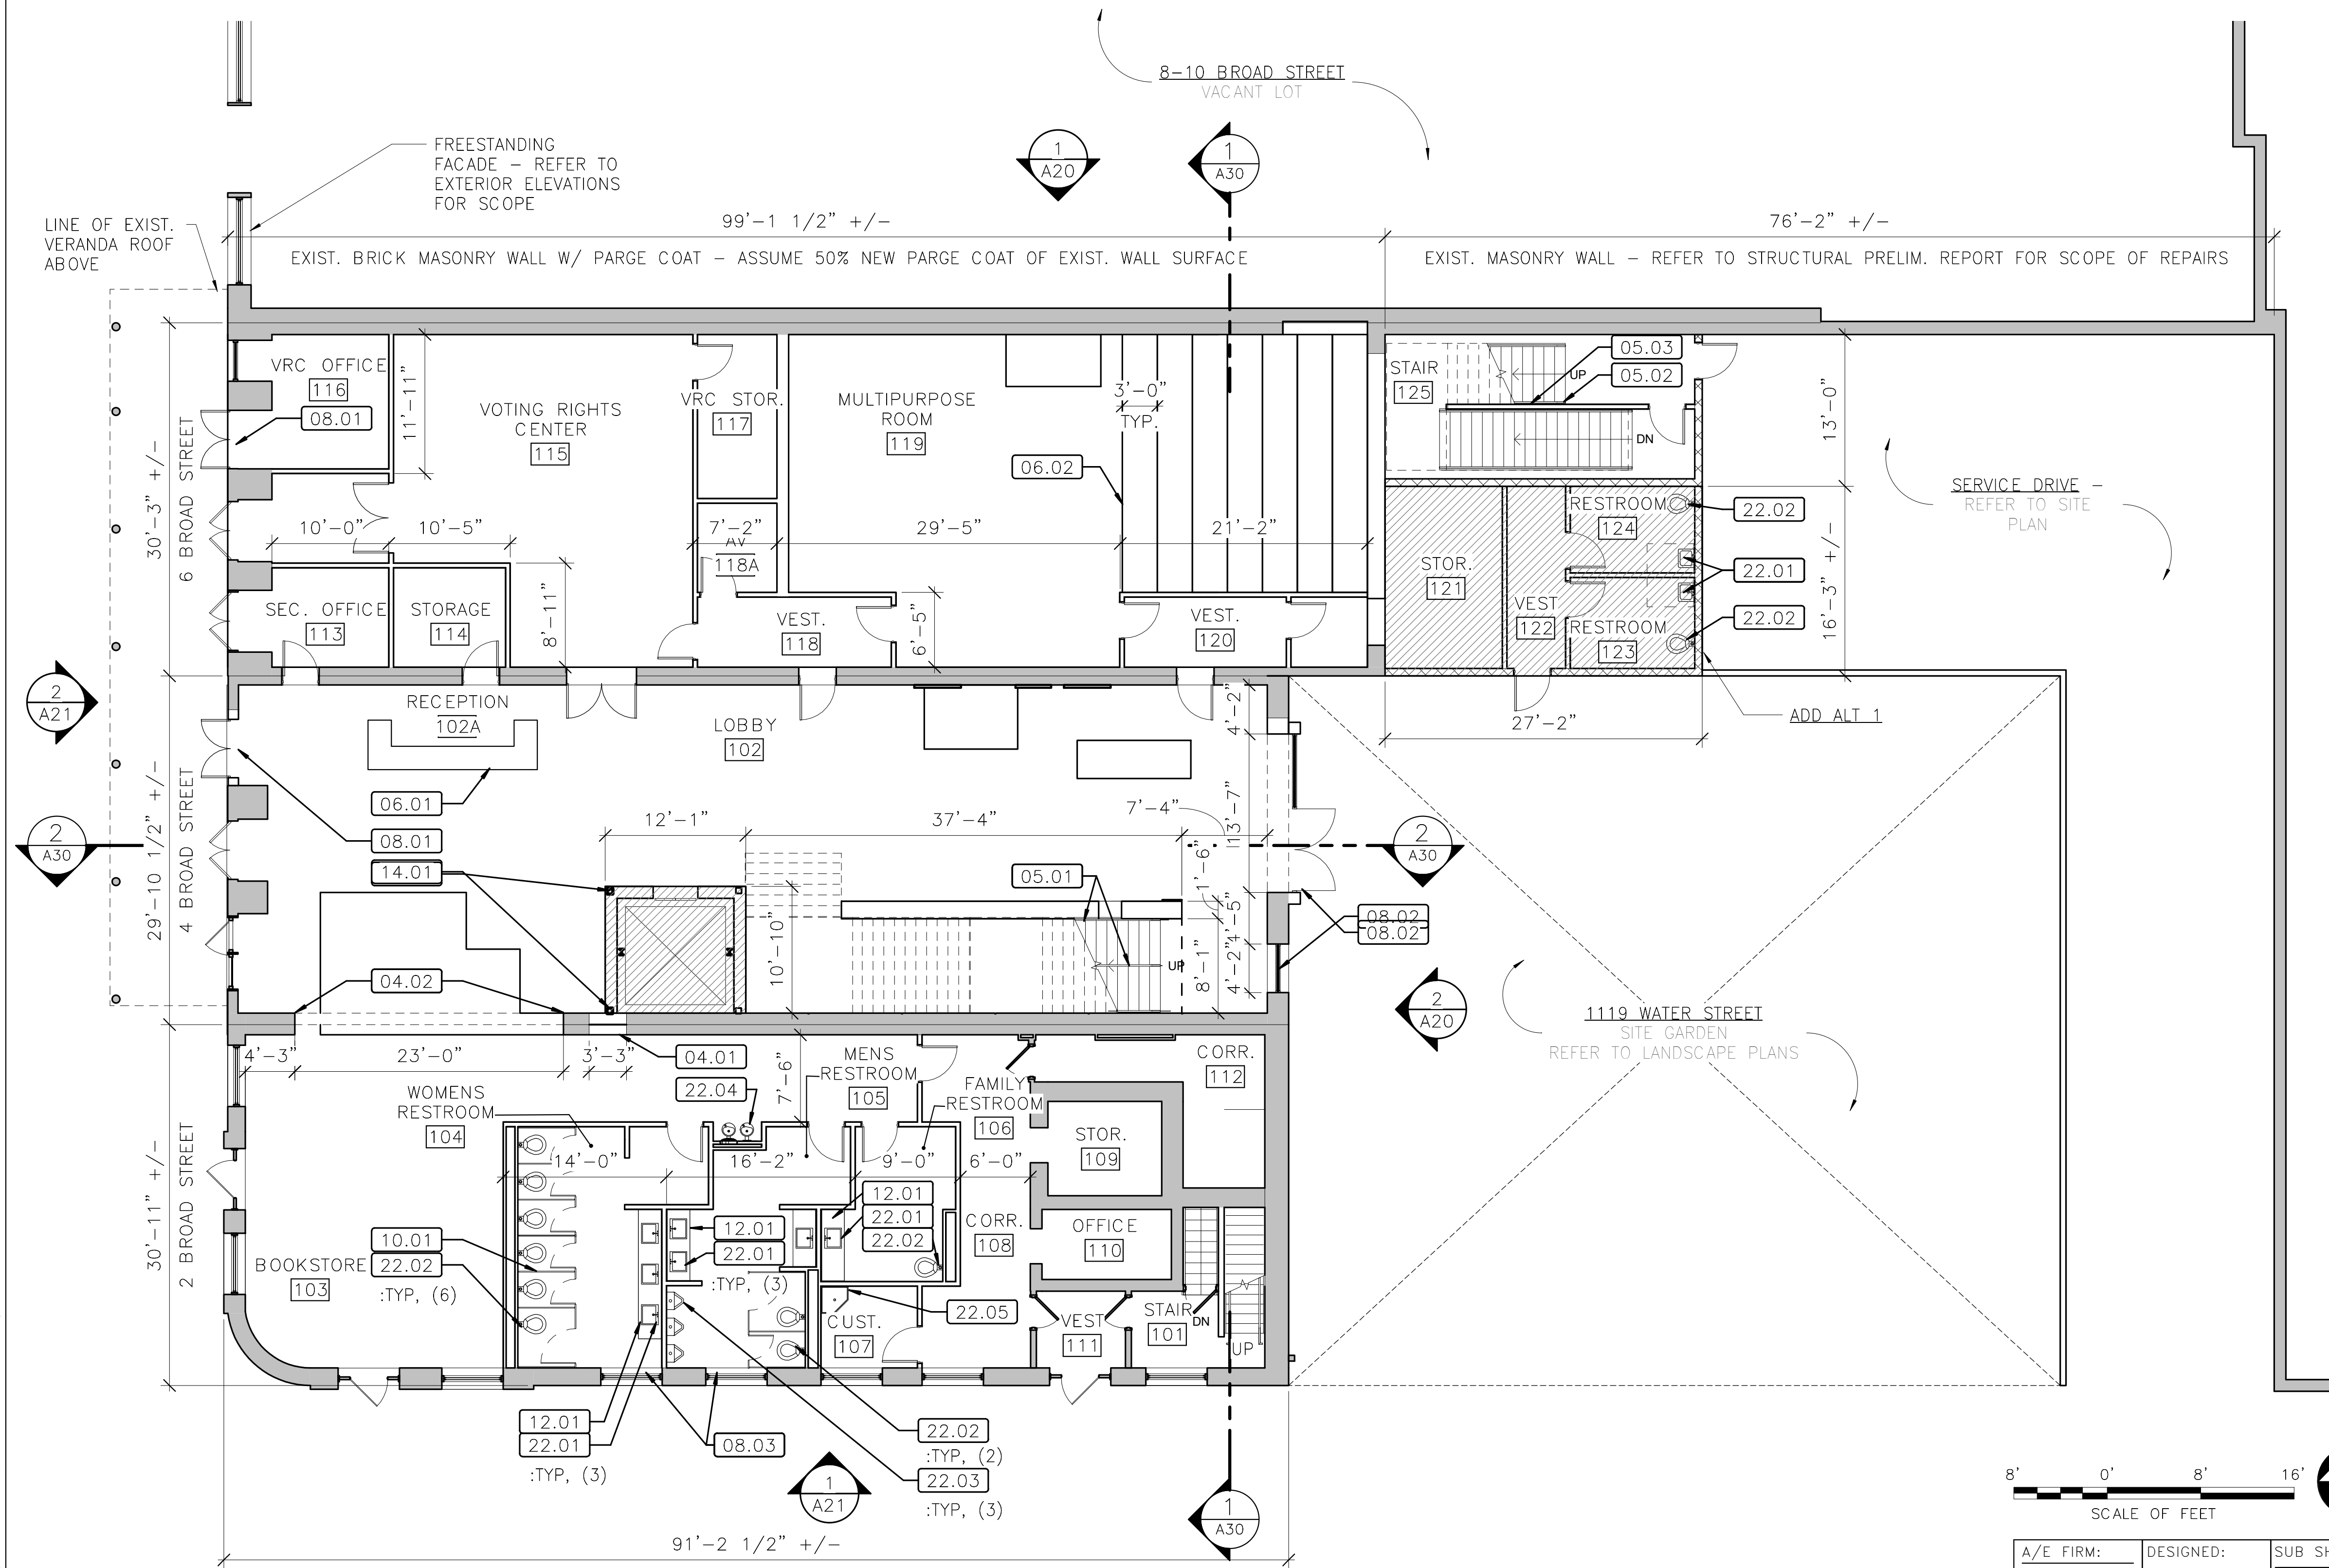 8-10 BROAD STREET
VACANT LOT
FREESTANDING
FACADE – REFER TO
EXTERIOR ELEVATIONS
FOR SCOPE
1
A20
1
A30
LINE OF EXIST.
VERANDA ROOF
ABOVE
99'-1 1/2" +/-
76'-2" +/-
EXIST. BRICK MASONRY WALL W/ PARGE COAT – ASSUME 50% NEW PARGE COAT OF EXIST. WALL SURFACE
EXIST. MASONRY WALL – REFER TO STRUCTURAL PRELIM. REPORT FOR SCOPE OF REPAIRS
VRC OFFICE
116
08.01
11'-11"
VOTING RIGHTS
CENTER
115
VRC STOR.
117
MULTIPURPOSE
ROOM
119
3'-0"
TYP.
06.02
STAIR
125
UP
05.03
05.02
DN
13'-0"
30'-3" +/-
6 BROAD STREET
10'-0"
10'-5"
7'-2"
29'-5"
21'-2"
AV
118A
SERVICE DRIVE –
REFER TO SITE
PLAN
RESTROOM
124
22.02
STOR.
121
22.01
VEST
122
RESTROOM
123
22.02
16'-3" +/-
SEC. OFFICE
113
STORAGE
114
8'-11"
VEST.
118
6'-5"
VEST.
120
2
A21
RECEPTION
102A
LOBBY
102
4'-2"
27'-2"
ADD ALT 1
06.01
08.01
14.01
12'-1"
37'-4"
7'-4"
13'-7"
2
A30
2
A30
29'-10 1/2" +/-
4 BROAD STREET
05.01
1'-6"
4'-5"
08.02
08.02
10'-10"
UP
8'-1"
4'-2"
04.02
2
A20
1119 WATER STREET
SITE GARDEN
REFER TO LANDSCAPE PLANS
4'-3"
23'-0"
3'-3"
04.01
7'-6"
MENS
RESTROOM
105
CORR.
112
22.04
WOMENS
RESTROOM
104
FAMILY
RESTROOM
106
STOR.
109
14'-0"
16'-2"
9'-0"
6'-0"
30'-11" +/-
2 BROAD STREET
12.01
22.01
22.02
12.01
22.01
:TYP, (3)
CORR.
108
OFFICE
110
BOOKSTORE
103
10.01
22.02
:TYP, (6)
22.05
CUST.
107
VEST
111
STAIR
101
DN
UP
12.01
22.01
:TYP, (3)
08.03
22.02
:TYP, (2)
22.03
:TYP, (3)
1
A21
1
A30
91'-2 1/2" +/-
8' 0' 8' 16'
SCALE OF FEET
A/E FIRM:
DESIGNED:
SUB SH